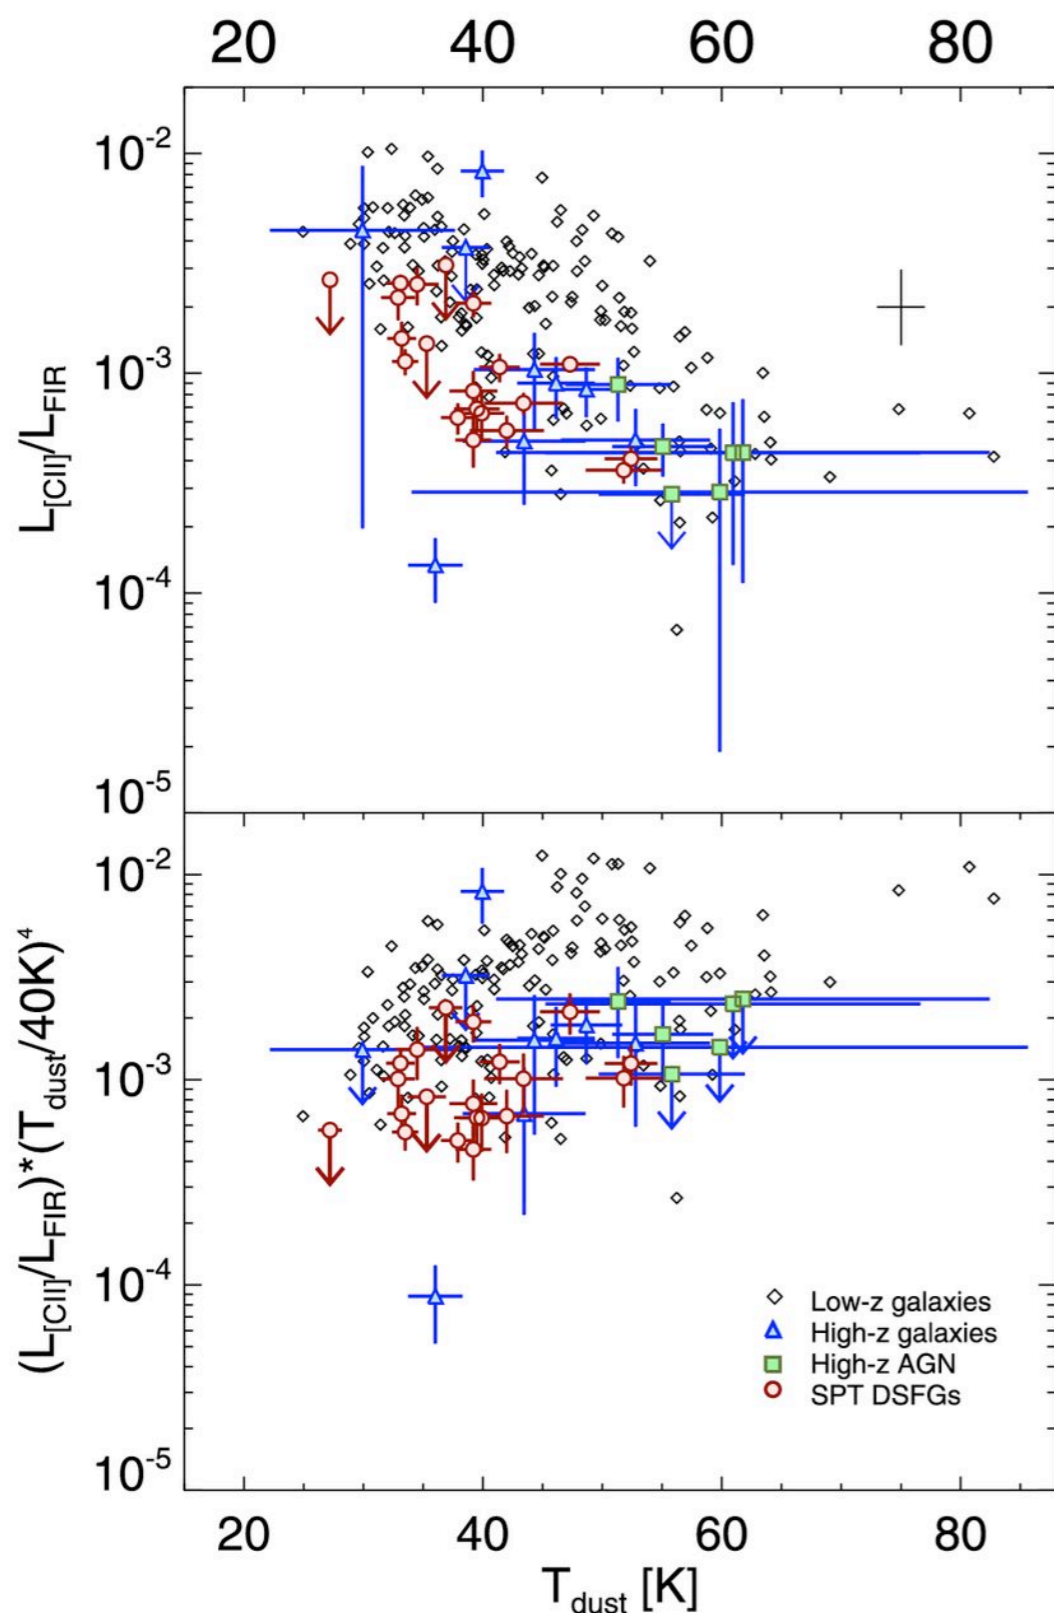 20 40 60 80
10⁻²
10⁻³
10⁻⁴
10⁻⁵
L[CII]/LFIR
10⁻²
10⁻³
10⁻⁴
10⁻⁵
(L[CII]/LFIR)*(Tdust/40K)⁴
Low-z galaxies
High-z galaxies
High-z AGN
SPT DSFGs
20 40 60 80
Tdust [K]